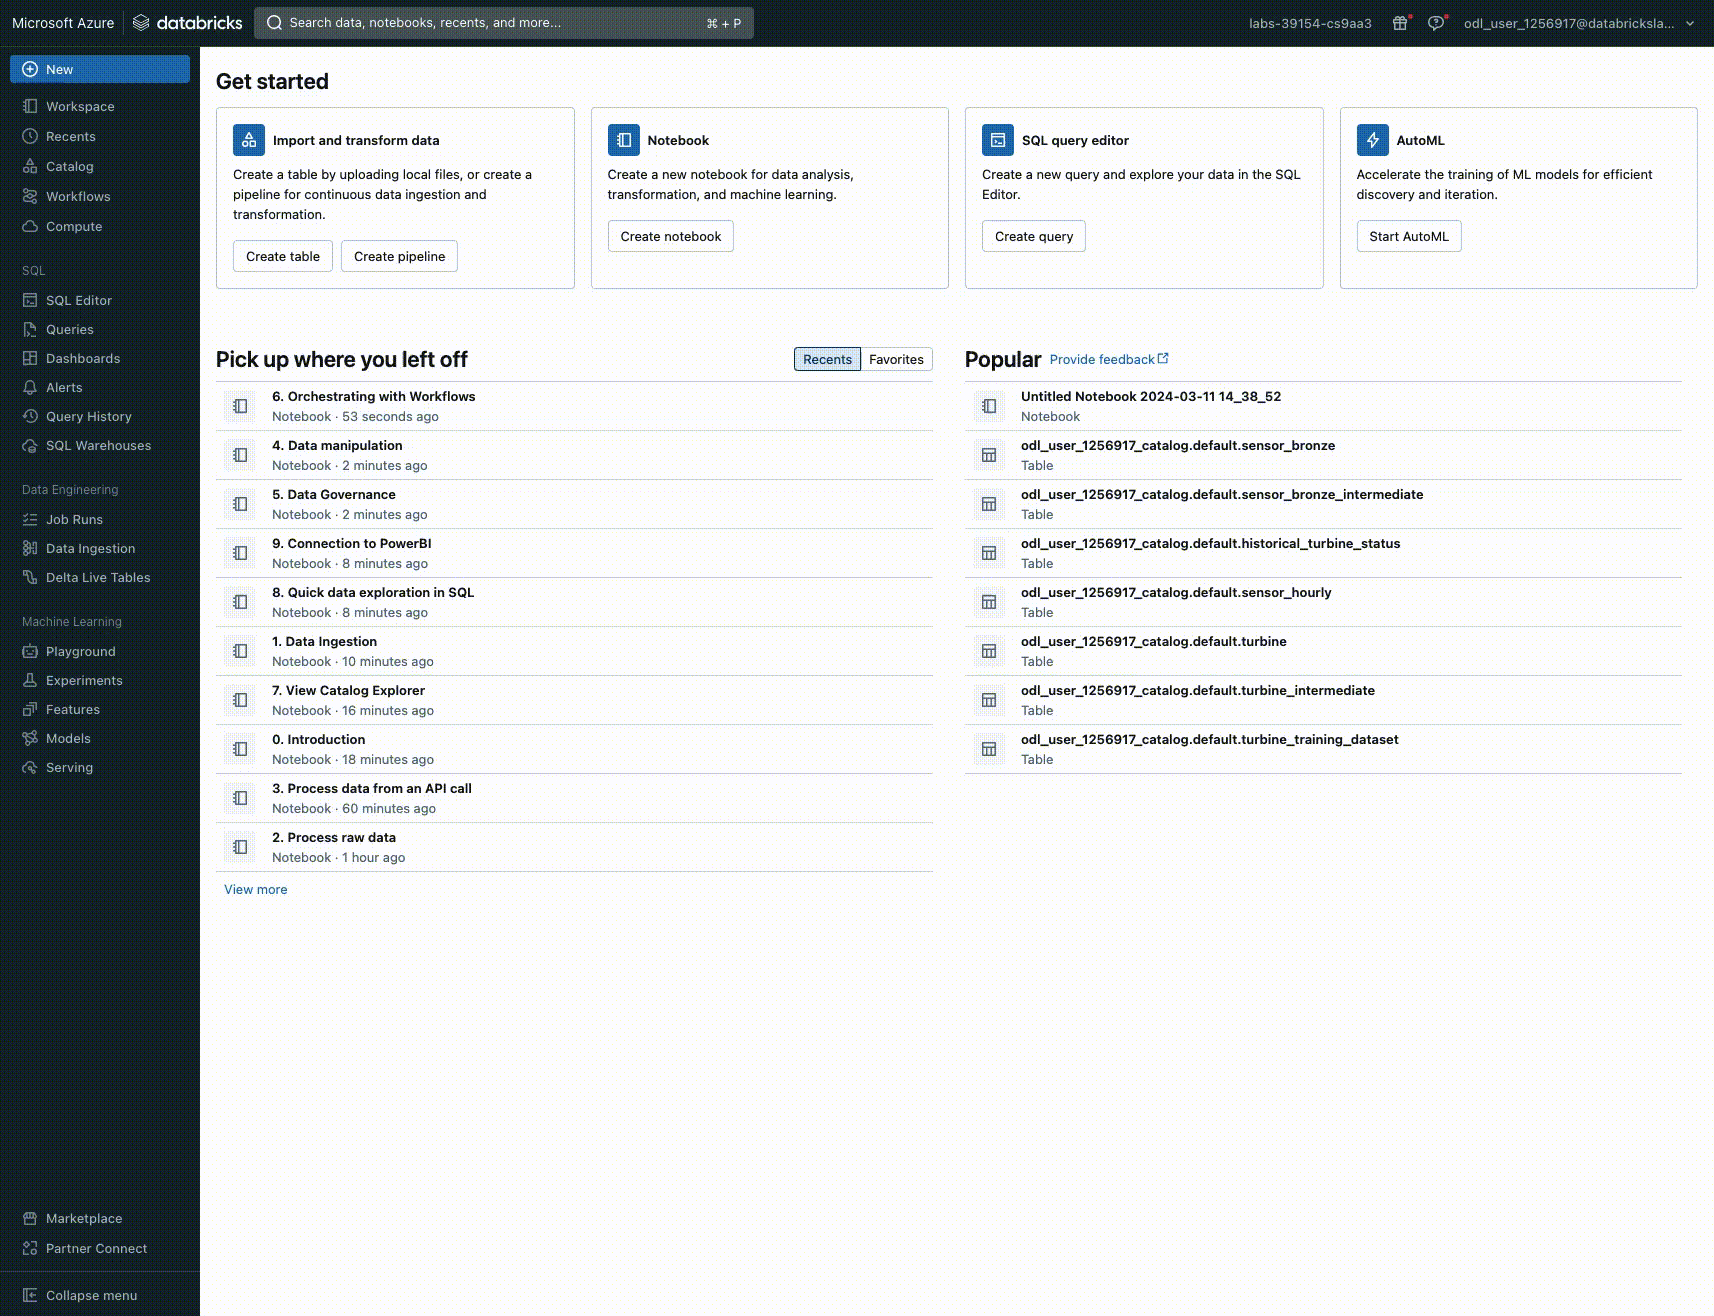 Microsoft Azure
databricks
Search data, notebooks, recents, and more...
⌘ + P
labs-39154-cs9aa3
odl_user_1256917@databricksla...
New
Workspace
Recents
Catalog
Workflows
Compute
SQL
SQL Editor
Queries
Dashboards
Alerts
Query History
SQL Warehouses
Data Engineering
Job Runs
Data Ingestion
Delta Live Tables
Machine Learning
Playground
Experiments
Features
Models
Serving
Marketplace
Partner Connect
Collapse menu
Get started
Import and transform data
Create a table by uploading local files, or create a
pipeline for continuous data ingestion and
transformation.
Create table
Create pipeline
Notebook
Create a new notebook for data analysis,
transformation, and machine learning.
Create notebook
SQL query editor
Create a new query and explore your data in the SQL
Editor.
Create query
AutoML
Accelerate the training of ML models for efficient
discovery and iteration.
Start AutoML
Pick up where you left off
Recents
Favorites
6. Orchestrating with Workflows
Notebook · 53 seconds ago
4. Data manipulation
Notebook · 2 minutes ago
5. Data Governance
Notebook · 2 minutes ago
9. Connection to PowerBI
Notebook · 8 minutes ago
8. Quick data exploration in SQL
Notebook · 8 minutes ago
1. Data Ingestion
Notebook · 10 minutes ago
7. View Catalog Explorer
Notebook · 16 minutes ago
0. Introduction
Notebook · 18 minutes ago
3. Process data from an API call
Notebook · 60 minutes ago
2. Process raw data
Notebook · 1 hour ago
View more
Popular
Provide feedback
Untitled Notebook 2024-03-11 14_38_52
Notebook
odl_user_1256917_catalog.default.sensor_bronze
Table
odl_user_1256917_catalog.default.sensor_bronze_intermediate
Table
odl_user_1256917_catalog.default.historical_turbine_status
Table
odl_user_1256917_catalog.default.sensor_hourly
Table
odl_user_1256917_catalog.default.turbine
Table
odl_user_1256917_catalog.default.turbine_intermediate
Table
odl_user_1256917_catalog.default.turbine_training_dataset
Table